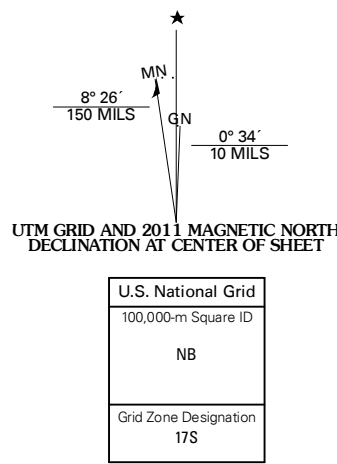 MN
GN
8° 26´
150 MILS
0° 34´
10 MILS
UTM GRID AND 2011 MAGNETIC NORTH
DECLINATION AT CENTER OF SHEET
U.S. National Grid
100,000-m Square ID
NB
Grid Zone Designation
17S